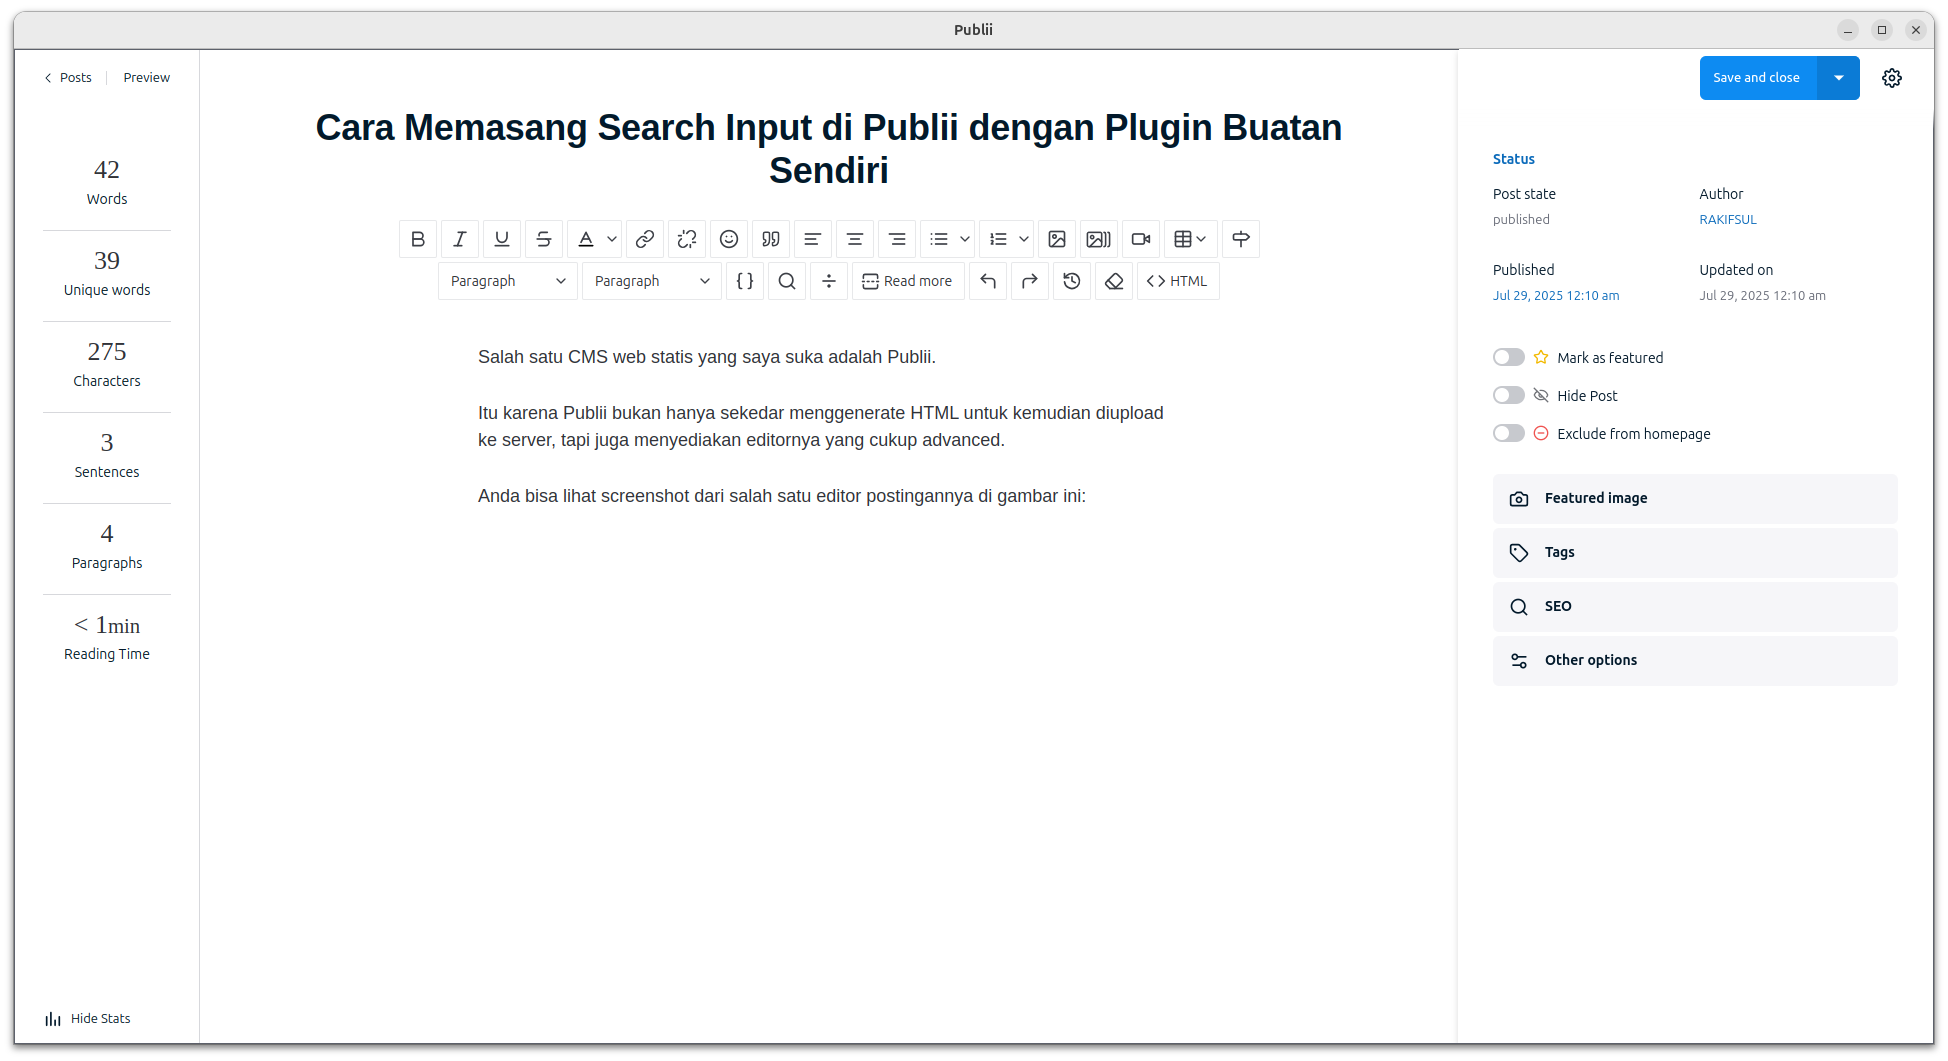 Publii
Posts
Preview
Save and close
42
Words
39
Unique words
275
Characters
3
Sentences
4
Paragraphs
< 1min
Reading Time
Hide Stats
Cara Memasang Search Input di Publii dengan Plugin Buatan
Sendiri
Paragraph
Paragraph
Read more
HTML
Salah satu CMS web statis yang saya suka adalah Publii.
Itu karena Publii bukan hanya sekedar menggenerate HTML untuk kemudian diupload
ke server, tapi juga menyediakan editornya yang cukup advanced.
Anda bisa lihat screenshot dari salah satu editor postingannya di gambar ini:
Status
Post state
Author
published
RAKIFSUL
Published
Updated on
Jul 29, 2025 12:10 am
Jul 29, 2025 12:10 am
Mark as featured
Hide Post
Exclude from homepage
Featured image
Tags
SEO
Other options